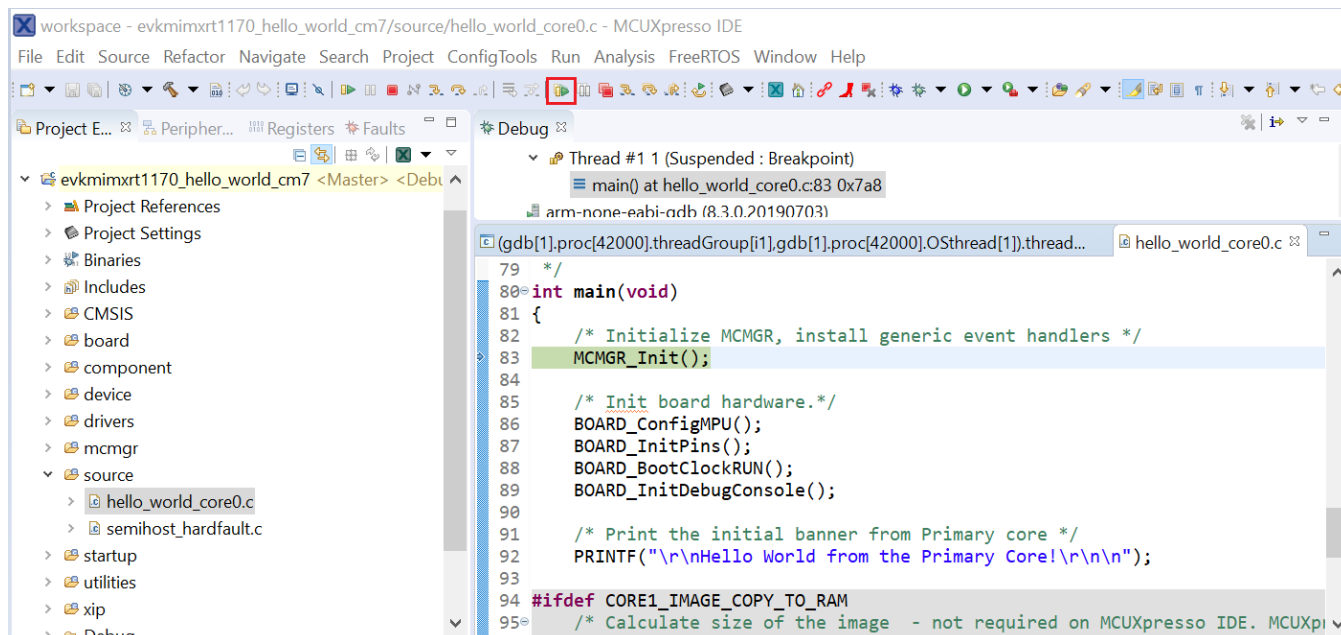 workspace - evkmimxrt1170_hello_world_cm7/source/hello_world_core0.c - MCUXpresso IDE
File Edit Source Refactor Navigate Search Project ConfigTools Run Analysis FreeRTOS Window Help
Project E... Peripher... Registers Faults
evkmimxrt1170_hello_world_cm7 <Master> <Debu
Project References
Project Settings
Binaries
Includes
CMSIS
board
component
device
drivers
mcmgr
source
hello_world_core0.c
semihost_hardfault.c
startup
utilities
xip
Debug
Debug
Thread #1 1 (Suspended : Breakpoint)
main() at hello_world_core0.c:83 0x7a8
arm-none-eabi-gdb (8.3.0.20190703)
(gdb[1].proc[42000].threadGroup[i1],gdb[1].proc[42000].OSthread[1]).thread... hello_world_core0.c
79 */
80 int main(void)
81 {
82 /* Initialize MCMGR, install generic event handlers */
83 MCMGR_Init();
84
85 /* Init board hardware.*/
86 BOARD_ConfigMPU();
87 BOARD_InitPins();
88 BOARD_BootClockRUN();
89 BOARD_InitDebugConsole();
90
91 /* Print the initial banner from Primary core */
92 PRINTF("\r\nHello World from the Primary Core!\r\n\n");
93
94 #ifdef CORE1_IMAGE_COPY_TO_RAM
95 /* Calculate size of the image - not required on MCUXpresso IDE. MCUXpr